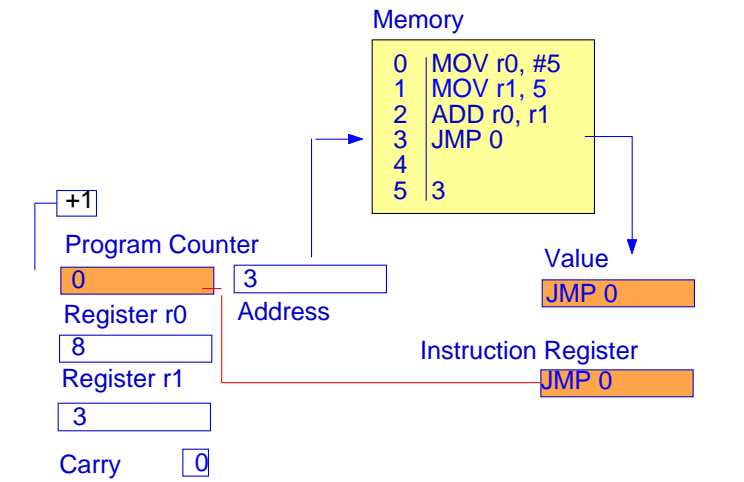 Memory
0 MOV r0, #5
1 MOV r1, 5
2 ADD r0, r1
3 JMP 0
4
5 3
+1
Program Counter
0
3
Address
Value
JMP 0
Register r0
8
Instruction Register
JMP 0
Register r1
3
Carry 0